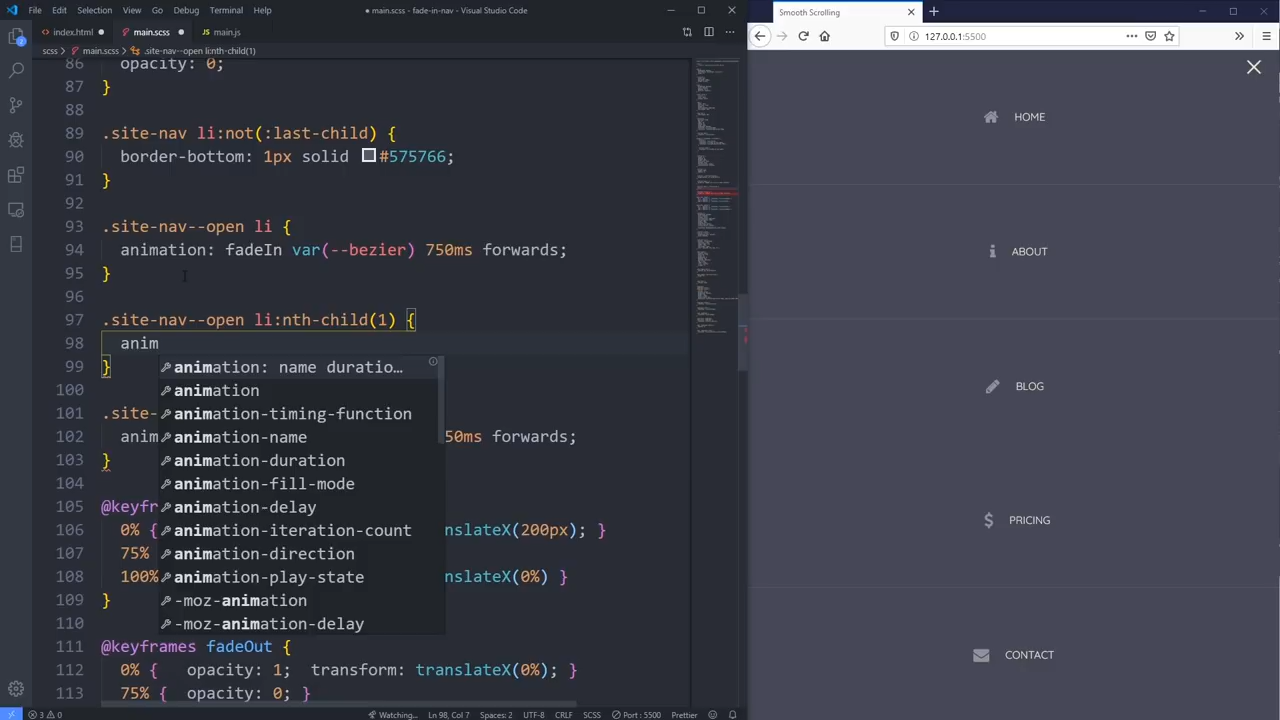 File Edit Selection View Go Debug Terminal Help
● main.scss - fade-in-nav - Visual Studio Code
index.html
main.scss
main.js
scss > main.scss > .site-nav--open li:nth-child(1)
86 opacity: 0;
87 }
88
89 .site-nav li:not(:last-child) {
90 border-bottom: 1px solid #575766;
91 }
92
93 .site-nav--open li {
94 animation: fadeIn var(--bezier) 750ms forwards;
95 }
96
97 .site-nav--open li:nth-child(1) {
98 anim
99 }
animation: name duratio…
100
animation
101 .site-
animation-timing-function
102 anim
animation-name
50ms forwards;
103 }
animation-duration
104
animation-fill-mode
105 @keyfr
animation-delay
106 0% {
animation-iteration-count
nslateX(200px); }
107 75%
animation-direction
108 100%
animation-play-state
nslateX(0%) }
109 }
-moz-animation
110
-moz-animation-delay
111 @keyframes fadeOut {
112 0% { opacity: 1; transform: translateX(0%); }
113 75% { opacity: 0; }
2
3 0
Watching...
Ln 98, Col 7
Spaces: 2
UTF-8
CRLF
SCSS
Port : 5500
Prettier
Smooth Scrolling
127.0.0.1:5500
HOME
ABOUT
BLOG
PRICING
CONTACT